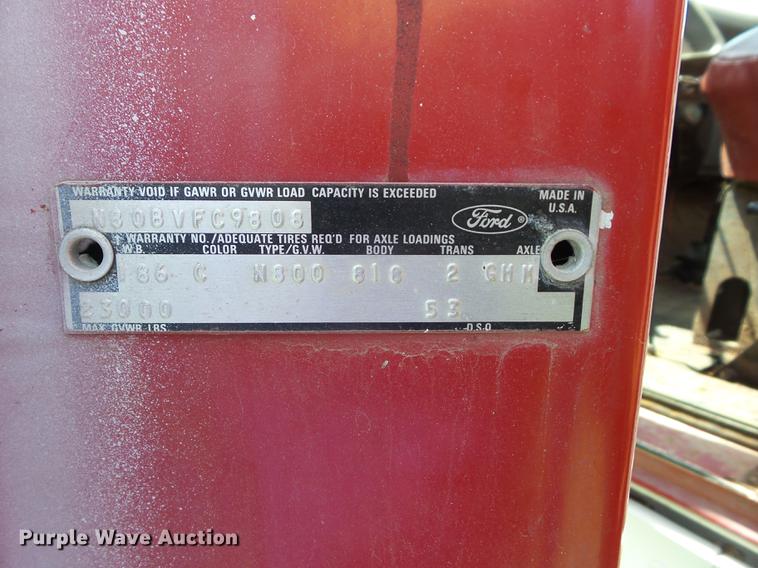 WARRANTY VOID IF GAWR OR GVWR LOAD CAPACITY IS EXCEEDED
MADE IN
U.S.A.
N80BVFC9808
Ford
WARRANTY NO./ADEQUATE TIRES REQ'D FOR AXLE LOADINGS
W.B. COLOR TYPE/G.V.W. BODY TRANS AXLE
186 C N800 818 2 GHM
23000 53
MAX. GVWR LBS D.S.O.
Purple Wave Auction